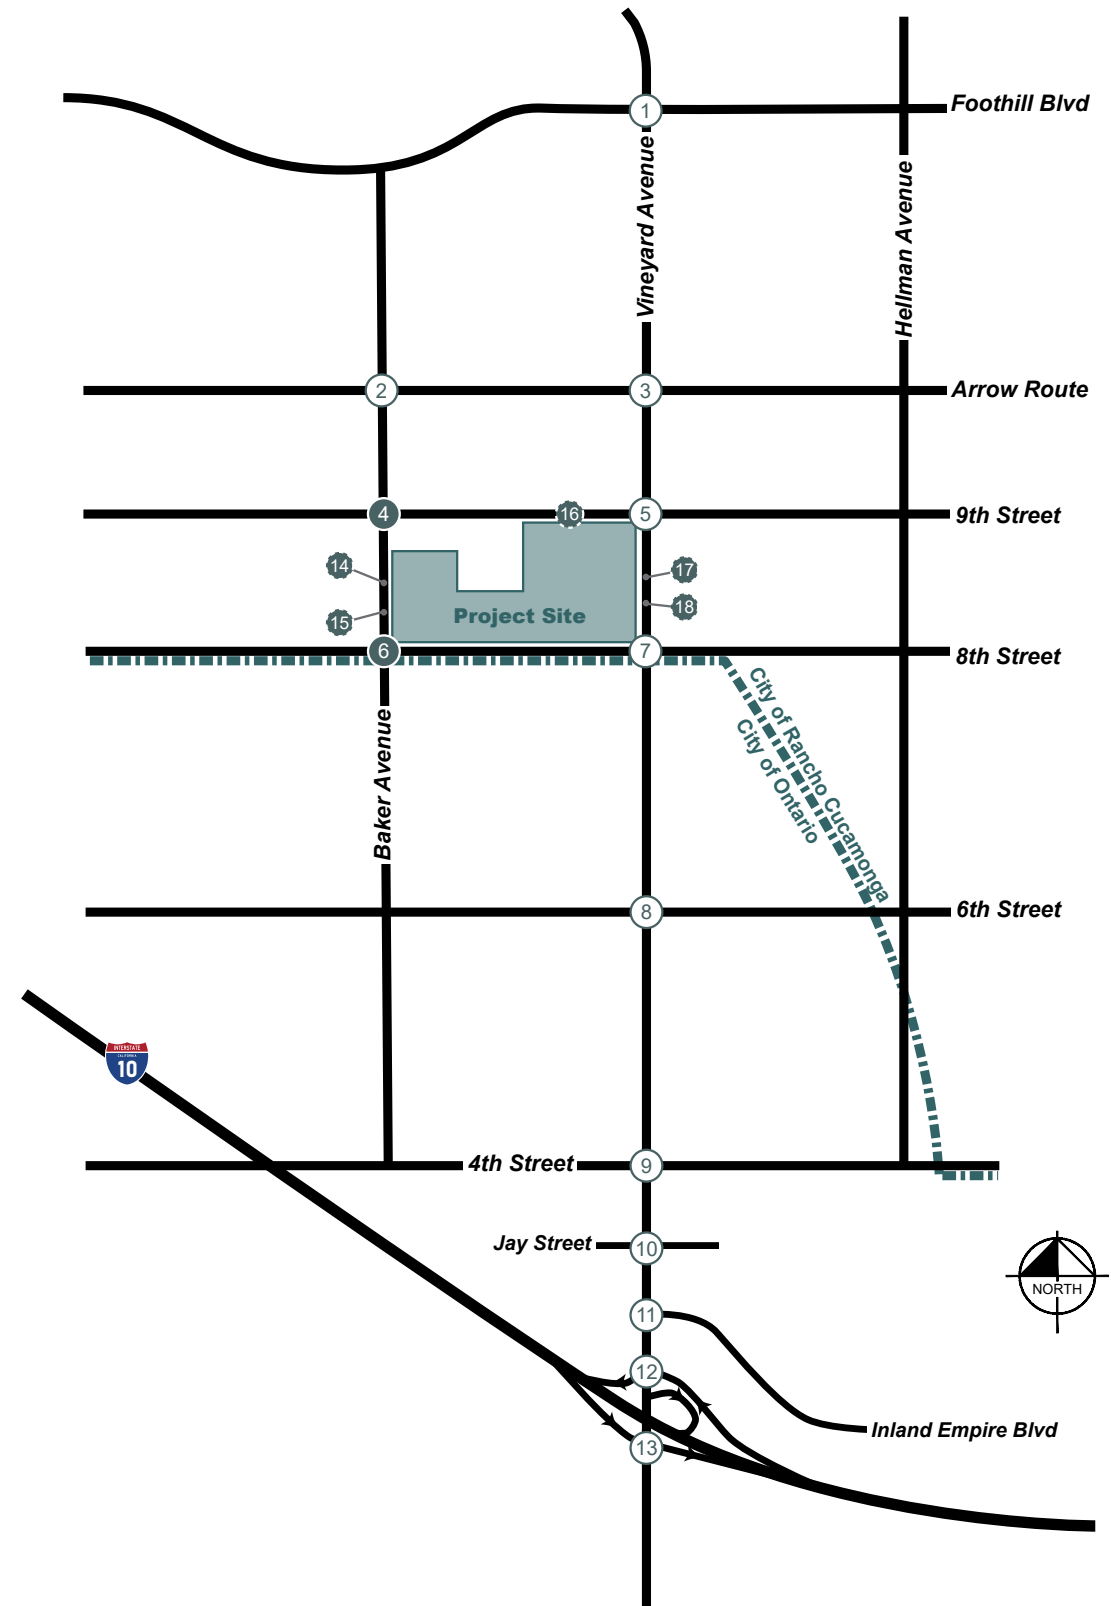 Foothill Blvd
1
Vineyard Avenue
Hellman Avenue
2
3
Arrow Route
4
16
5
9th Street
14
17
15
18
Project Site
6
7
8th Street
City of Rancho Cucamonga
City of Ontario
Baker Avenue
8
6th Street
INTERSTATE
CALIFORNIA
10
4th Street
9
Jay Street
10
NORTH
11
12
Inland Empire Blvd
13